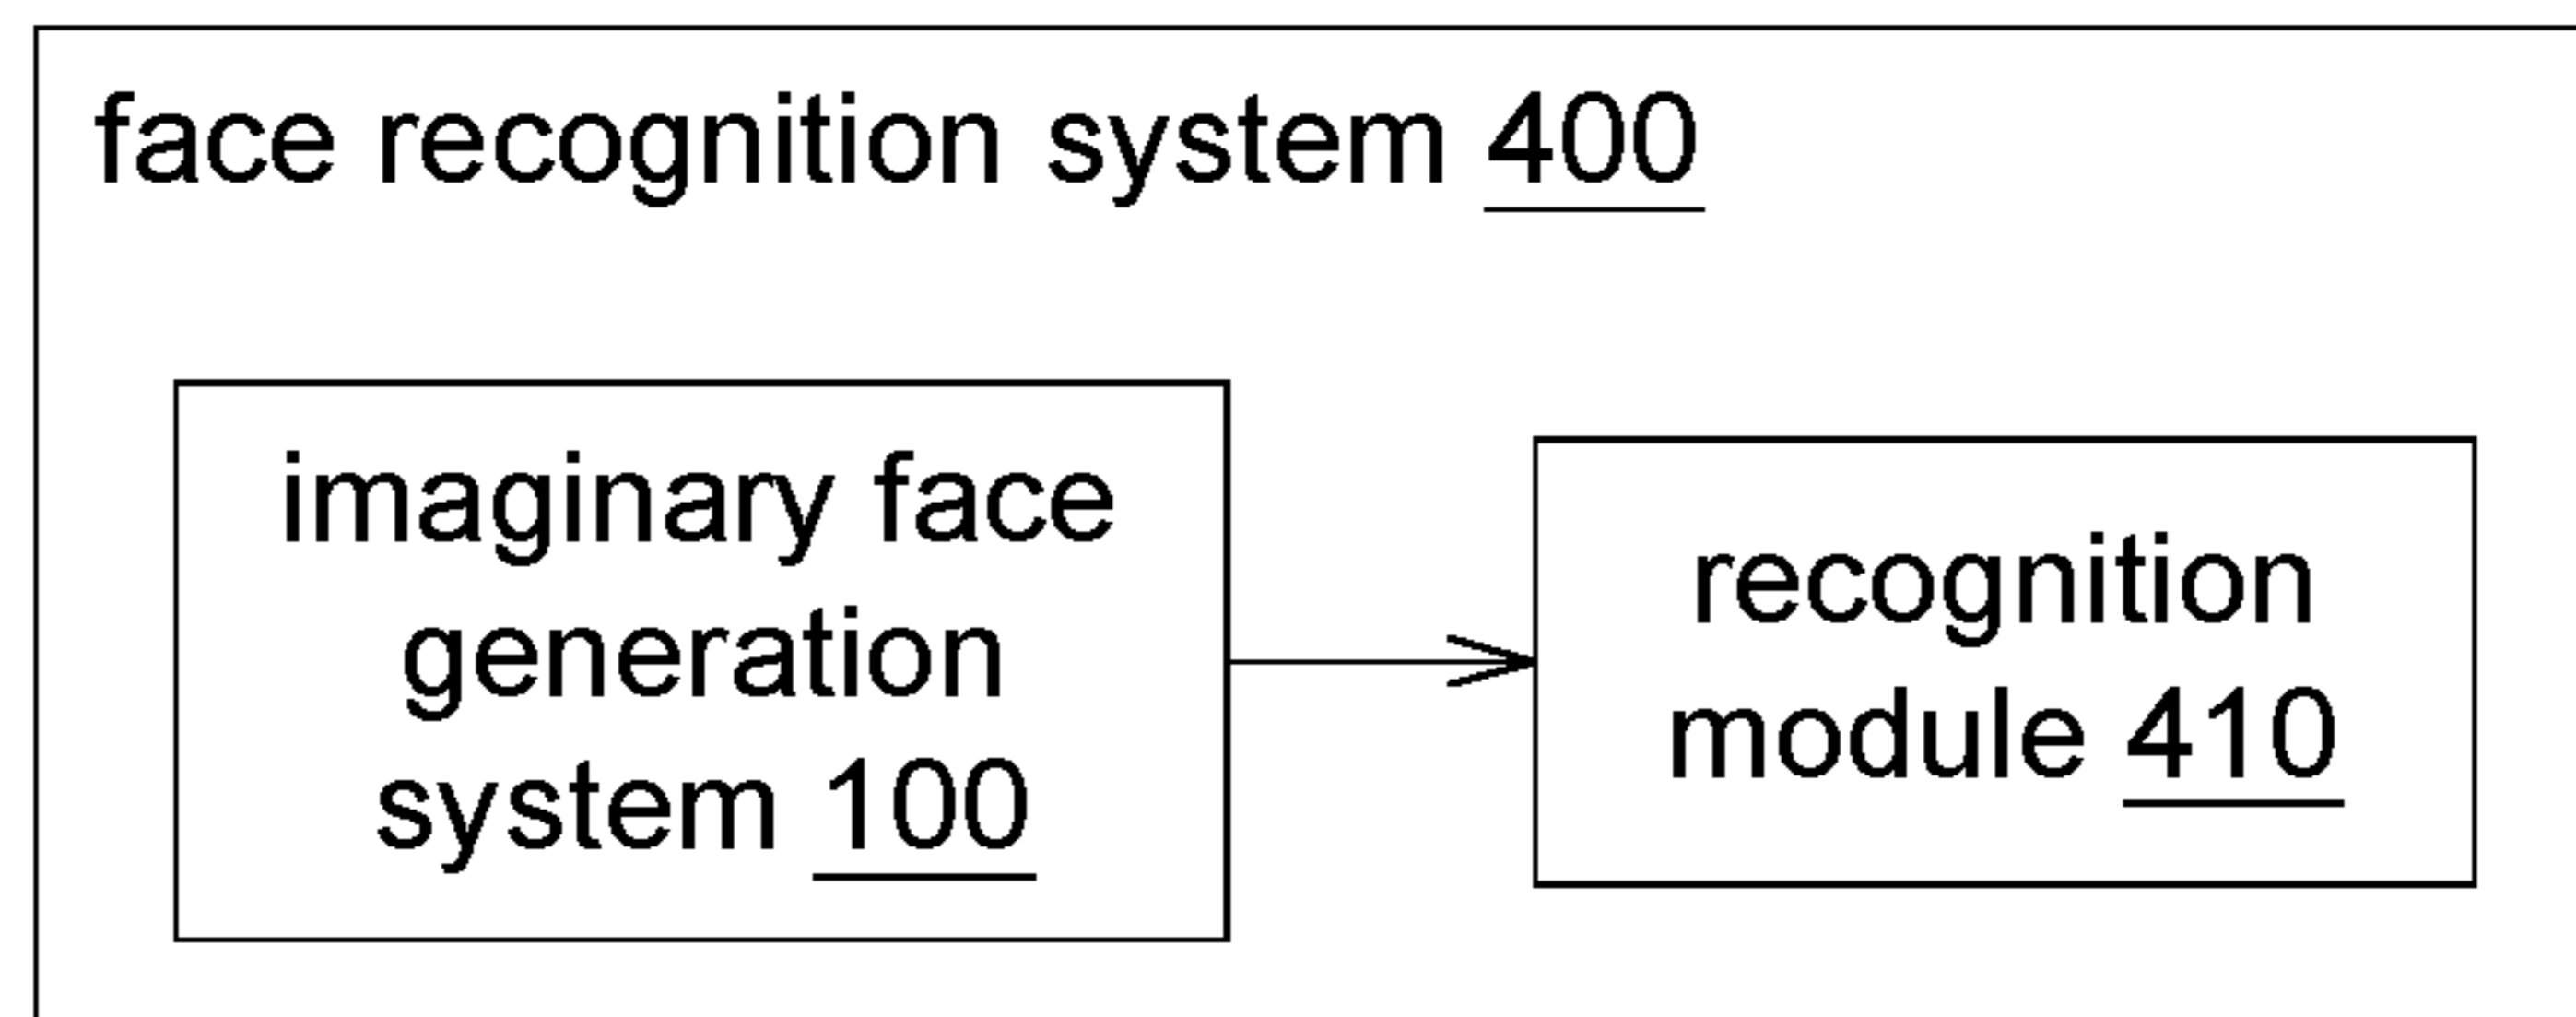 face recognition system 400
imaginary face
generation
system 100
recognition
module 410